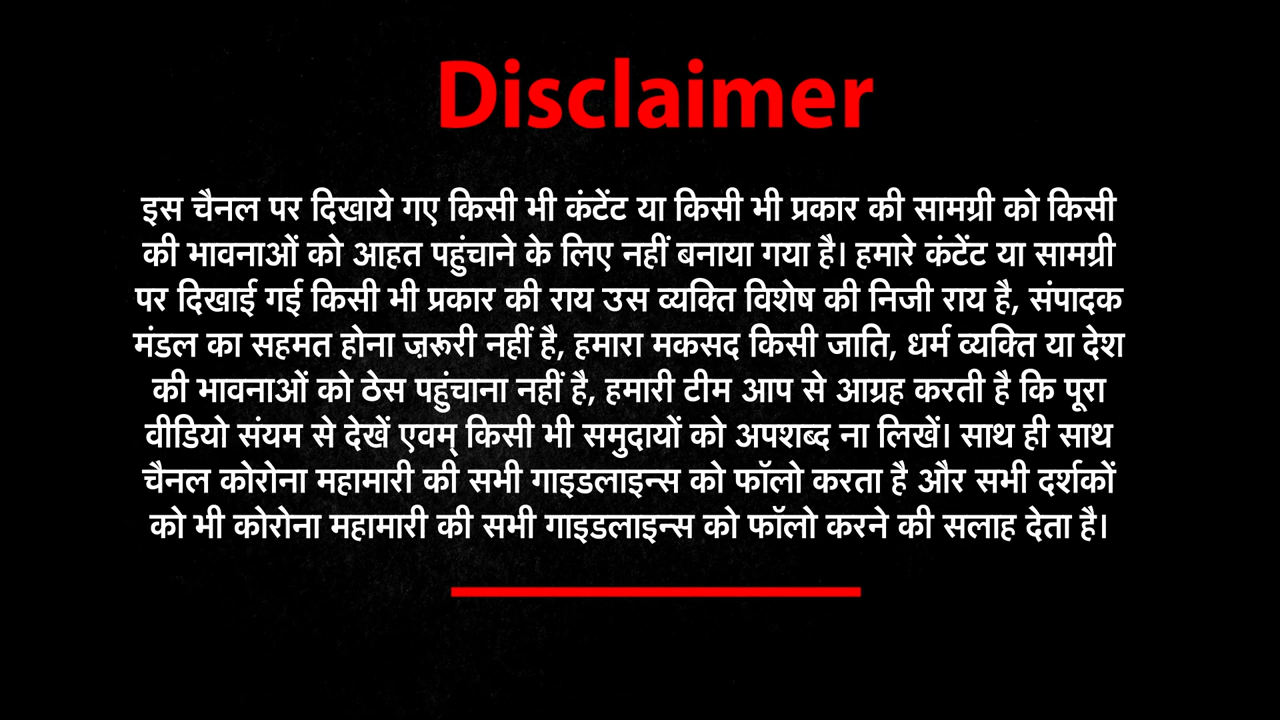 Disclaimer
इस चैनल पर दिखाये गए किसी भी कंटेंट या किसी भी प्रकार की सामग्री को किसी
की भावनाओं को आहत पहुंचाने के लिए नहीं बनाया गया है। हमारे कंटेंट या सामग्री
पर दिखाई गई किसी भी प्रकार की राय उस व्यक्ति विशेष की निजी राय है, संपादक
मंडल का सहमत होना ज़रूरी नहीं है, हमारा मकसद किसी जाति, धर्म व्यक्ति या देश
की भावनाओं को ठेस पहुंचाना नहीं है, हमारी टीम आप से आग्रह करती है कि पूरा
वीडियो संयम से देखें एवम् किसी भी समुदायों को अपशब्द ना लिखें। साथ ही साथ
चैनल कोरोना महामारी की सभी गाइडलाइन्स को फॉलो करता है और सभी दर्शकों
को भी कोरोना महामारी की सभी गाइडलाइन्स को फॉलो करने की सलाह देता है।